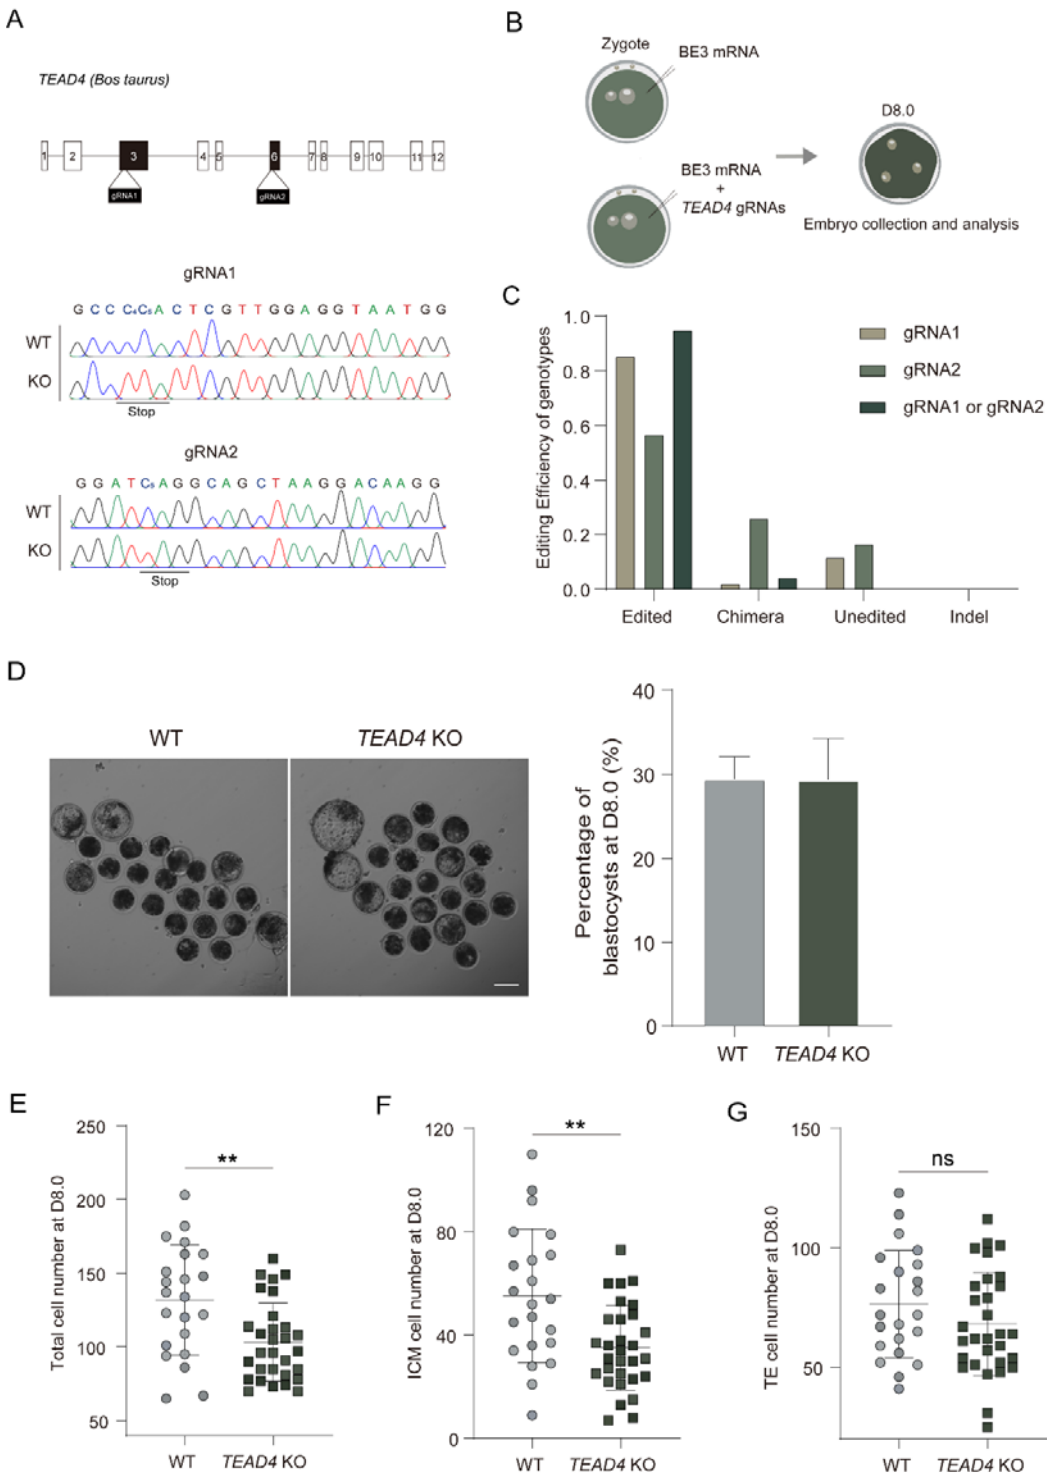 A
TEAD4 (Bos taurus)
1 2 3 4 5 6 7 8 9 10 11 12
gRNA1 gRNA2
gRNA1
G C C C₄ C₅ A C T C G T T G G A G G T A A T G G
WT
KO
Stop
gRNA2
G G A T C₅ A G G C A G C T A A G G A C A A G G
WT
KO
Stop
B
Zygote
BE3 mRNA
BE3 mRNA
+
TEAD4 gRNAs
D8.0
Embryo collection and analysis
C
Editing Efficiency of genotypes
1.0
0.8
0.6
0.4
0.2
0.0
gRNA1
gRNA2
gRNA1 or gRNA2
Edited Chimera Unedited Indel
D
WT TEAD4 KO
Percentage of
blastocysts at D8.0 (%)
40
30
20
10
0
WT TEAD4 KO
E
Total cell number at D8.0
250
200
150
100
50
**
WT TEAD4 KO
F
ICM cell number at D8.0
120
80
40
0
**
WT TEAD4 KO
G
TE cell number at D8.0
150
100
50
ns
WT TEAD4 KO